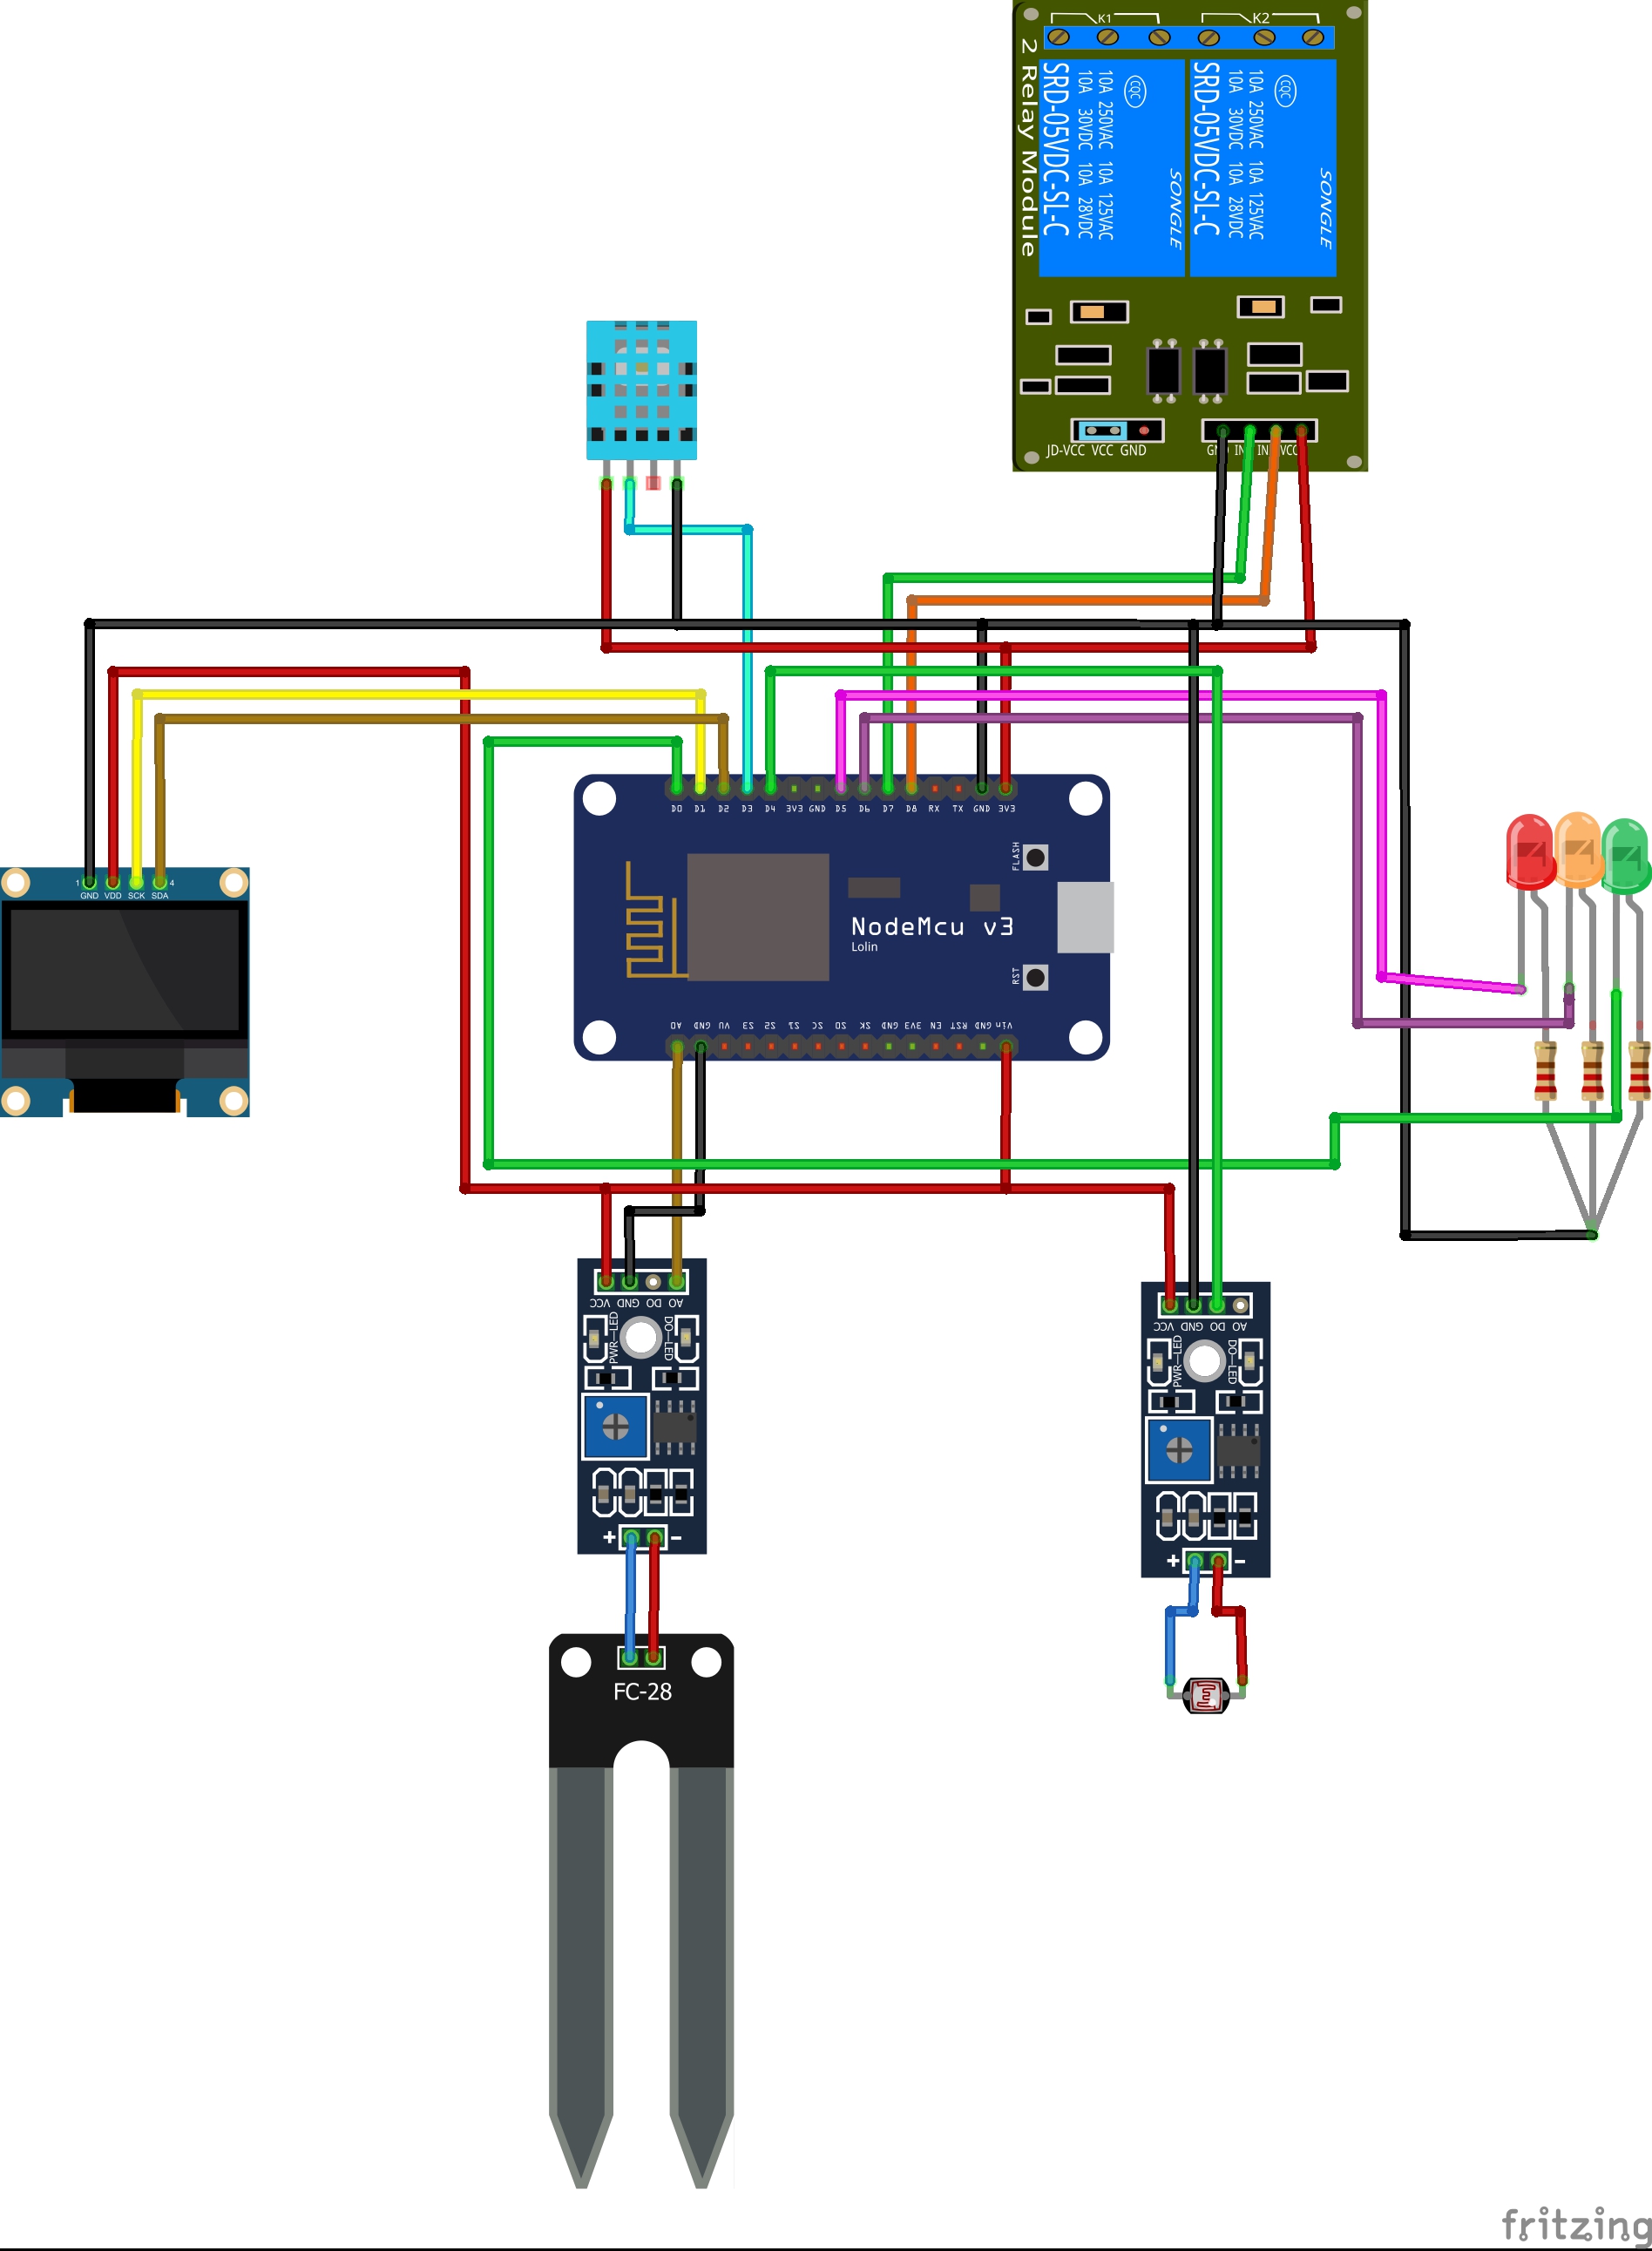 K1 K2
2 Relay Module
SRD-05VDC-SL-C
10A 30VDC 10A 28VDC
10A 250VAC 10A 125VAC
CQC
SONGLE
SRD-05VDC-SL-C
10A 30VDC 10A 28VDC
10A 250VAC 10A 125VAC
CQC
SONGLE
JD-VCC VCC GND
VCC
D0 D1 D2 D3 D4 3V3 GND D5 D6 D7 D8 RX TX GND 3V3
FLASH
NodeMcu v3
Lolin
RST
A0 GND VU S3 S2 S1 SC SO SK GND 3V3 EN RST GND Vin
1 4
GND VDD SCK SDA
VCC GND DO AO
PWR-LED
DO-LED
+ -
VCC GND DO AO
PWR-LED
DO-LED
+ -
FC-28
fritzing